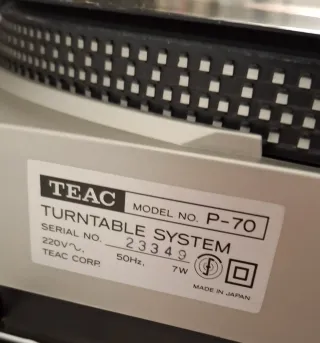 TEAC MODEL NO. P-70
TURNTABLE SYSTEM
SERIAL NO. 23349
220V∿. 50Hz. 7W
TEAC CORP.
MADE IN JAPAN